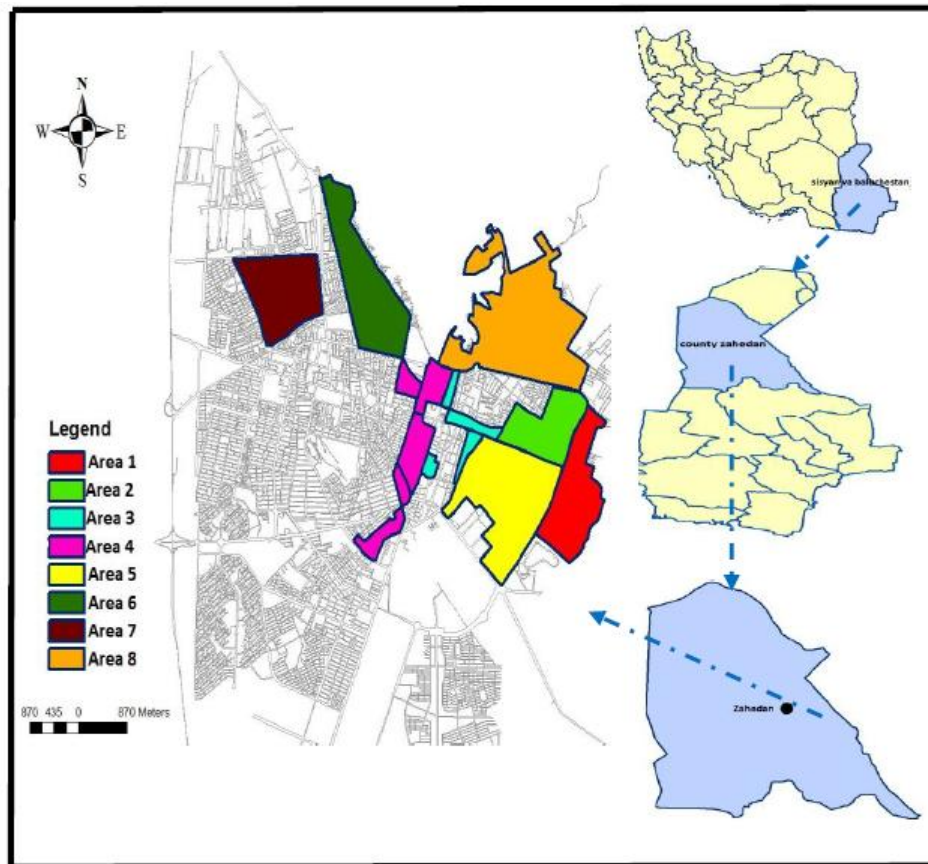 N
W E
S
Legend
Area 1
Area 2
Area 3
Area 4
Area 5
Area 6
Area 7
Area 8
870 435 0 870 Meters
sisyan va baluchestan
county zahedan
Zahadan